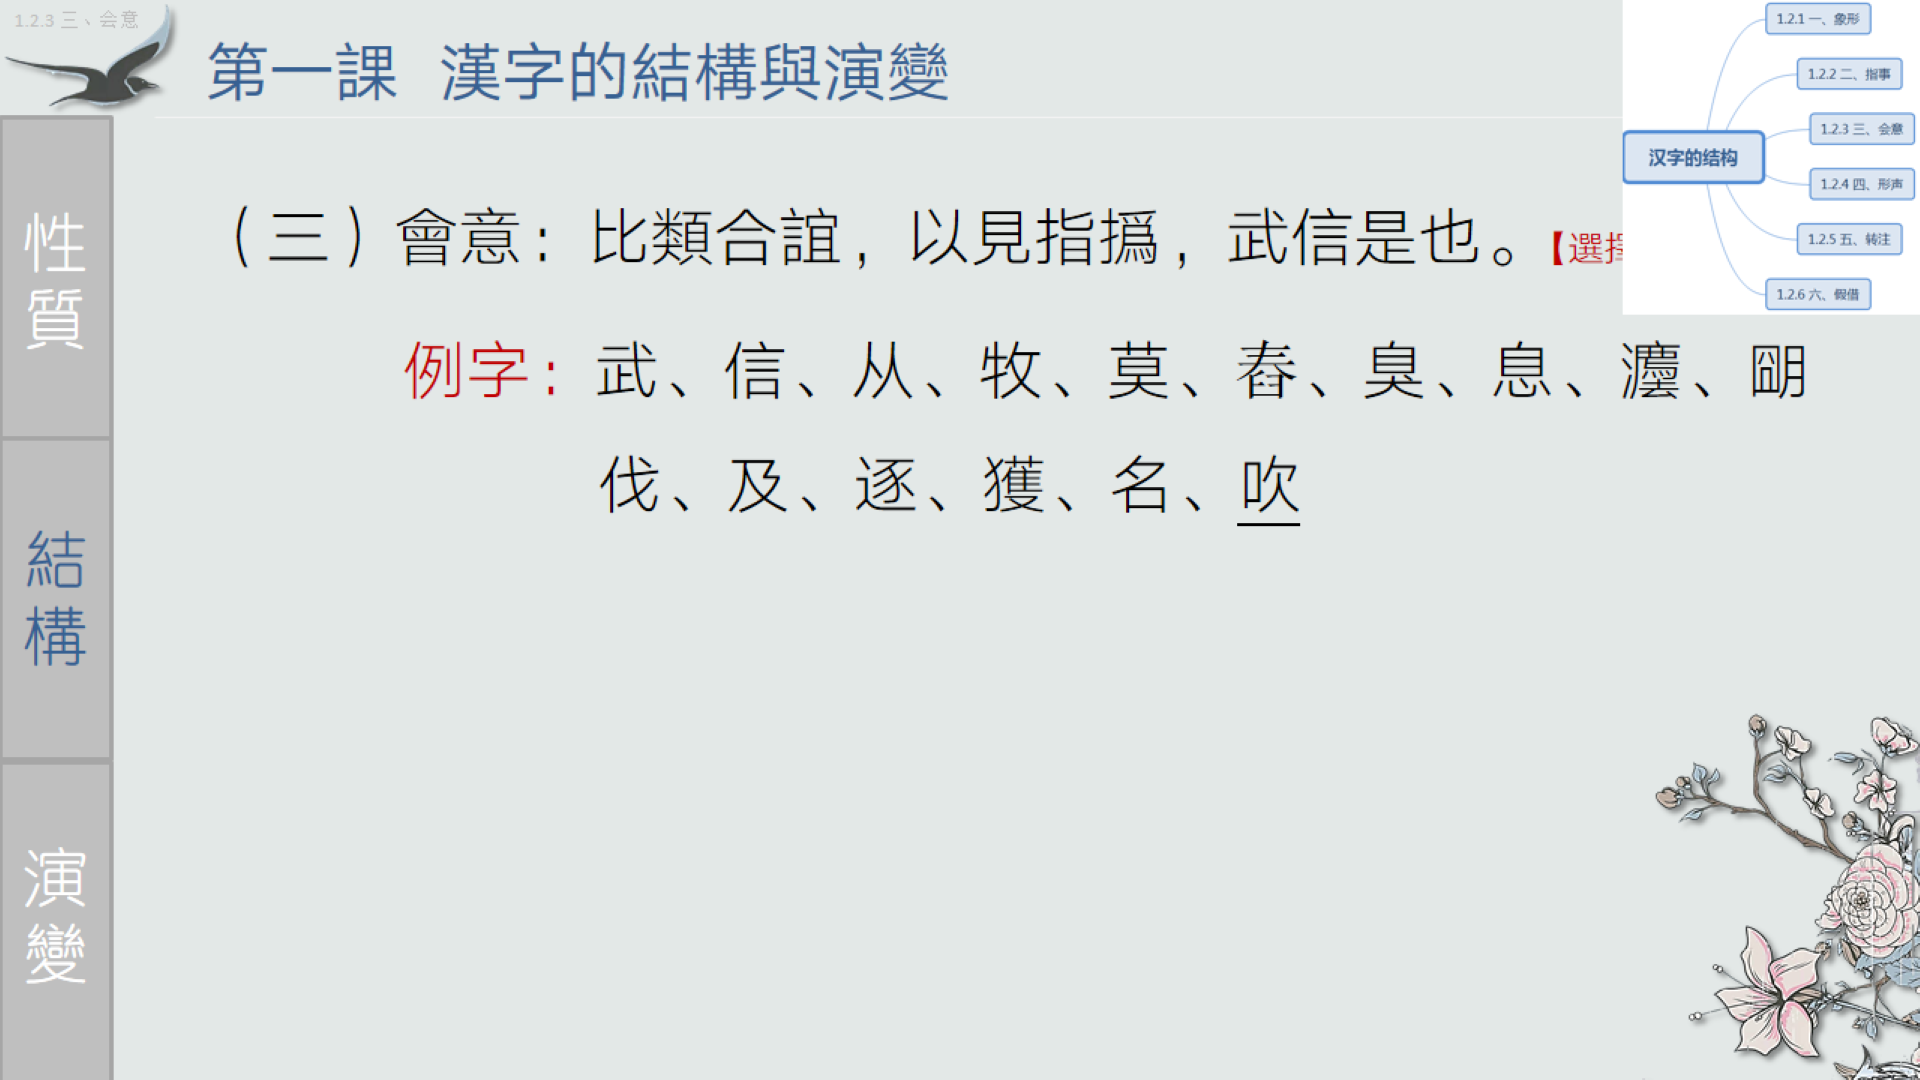 1.2.3 三、会意
第一課 漢字的結構與演變
1.2.1 一、象形
1.2.2 二、指事
1.2.3 三、会意
汉字的结构
1.2.4 四、形声
1.2.5 五、转注
1.2.6 六、假借
性質
結構
演變
（三）會意：比類合誼，以見指撝，武信是也。【選擇
例字：武、信、从、牧、莫、舂、臭、息、灋、朙
伐、及、逐、獲、名、吹